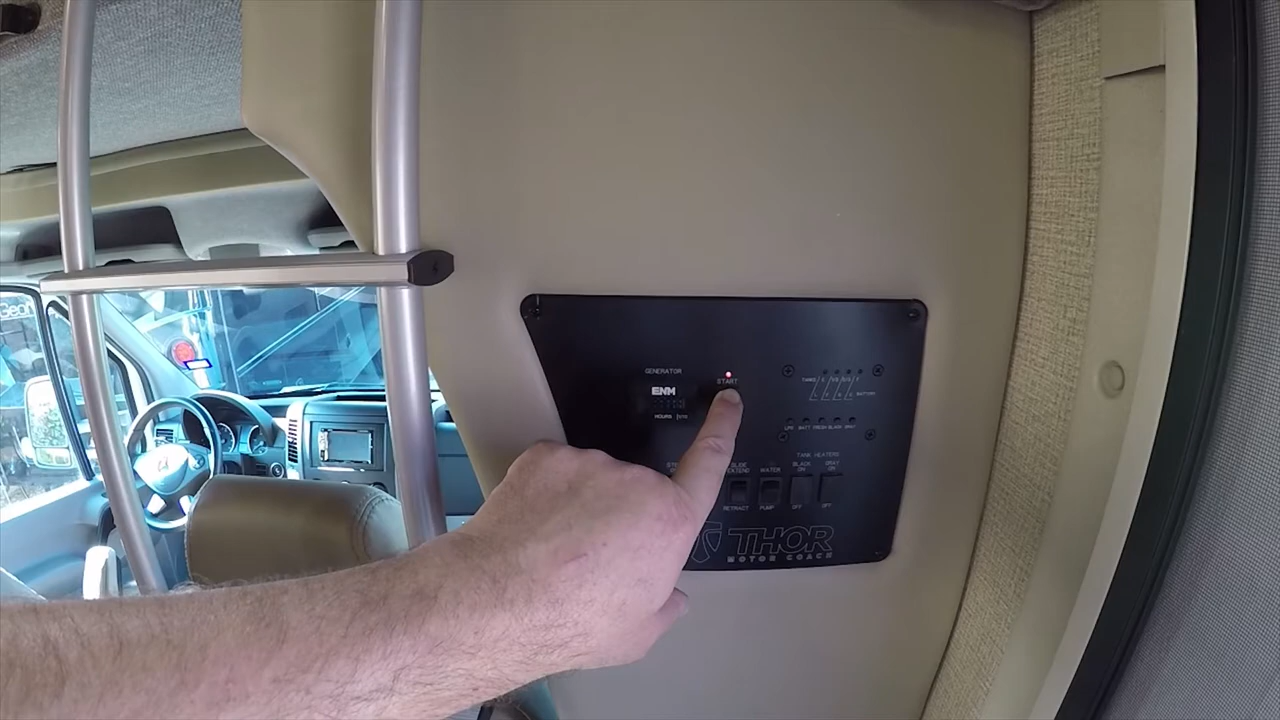 GENERATOR
START
ENM
HOURS
TANKS
BATTERY
LPG BATT FRESH BLACK GRAY
TANK HEATERS
SLIDE
EXTEND
WATER
BLACK
ON
GRAY
ON
RETRACT
PUMP
OFF
OFF
THOR
MOTOR COACH